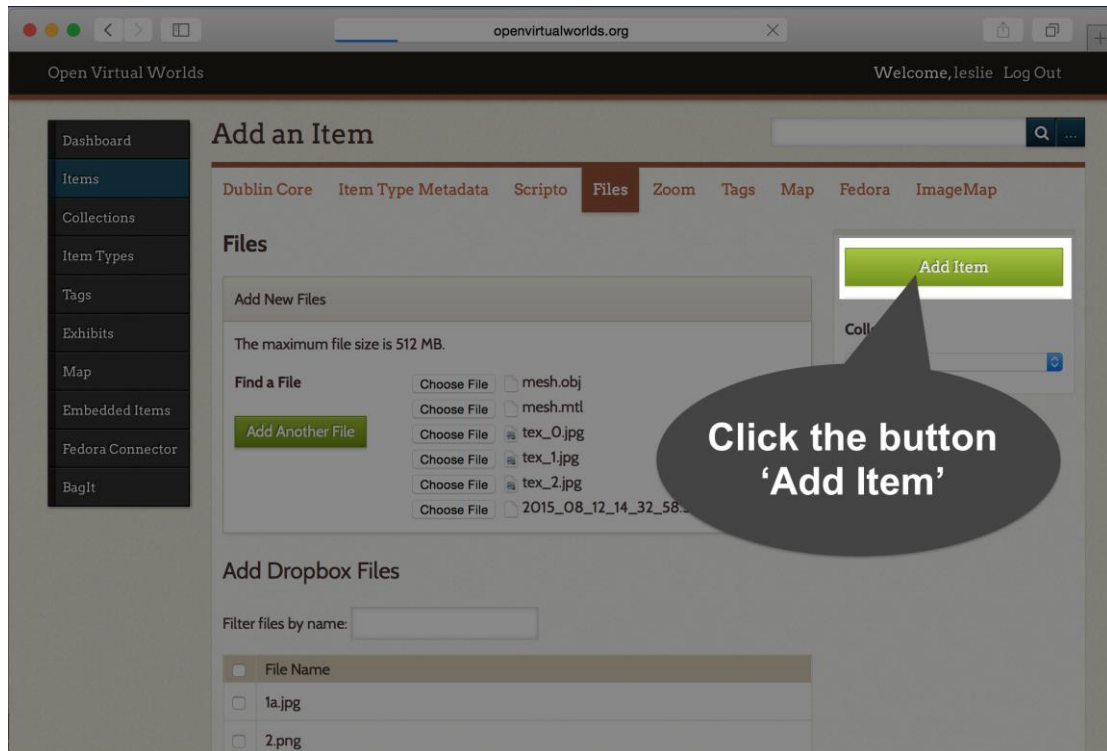 openvirtualworlds.org
Open Virtual Worlds
Welcome, leslie Log Out
Dashboard
Items
Collections
Item Types
Tags
Exhibits
Map
Embedded Items
Fedora Connector
BagIt
Add an Item
...
Dublin Core Item Type Metadata Scripto Files Zoom Tags Map Fedora ImageMap
Files
Add New Files
The maximum file size is 512 MB.
Find a File
Add Another File
Choose File mesh.obj
Choose File mesh.mtl
Choose File tex_0.jpg
Choose File tex_1.jpg
Choose File tex_2.jpg
Choose File 2015_08_12_14_32_58.
Add Item
Click the button
‘Add Item’
Add Dropbox Files
Filter files by name:
File Name
1a.jpg
2.png